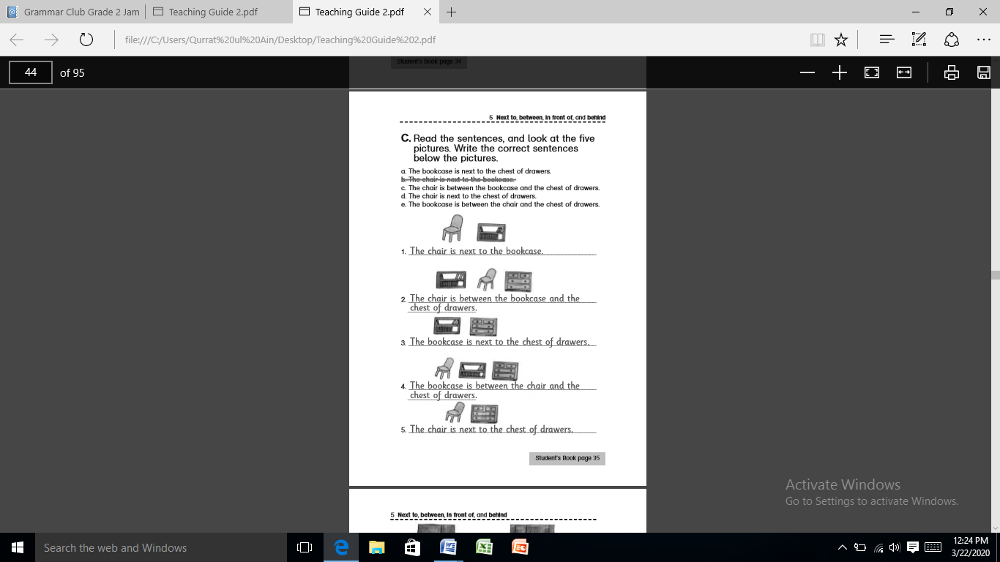 Grammar Club Grade 2 Jam
Teaching Guide 2.pdf
Teaching Guide 2.pdf
file:///C:/Users/Qurrat%20ul%20Ain/Desktop/Teaching%20Guide%202.pdf
44 of 95
Student's Book page 34
5 Next to, between, in front of, and behind
C. Read the sentences, and look at the five
pictures. Write the correct sentences
below the pictures.
a. The bookcase is next to the chest of drawers.
b. The chair is next to the bookcase.
c. The chair is between the bookcase and the chest of drawers.
d. The chair is next to the chest of drawers.
e. The bookcase is between the chair and the chest of drawers.
1. The chair is next to the bookcase.
2. The chair is between the bookcase and the
chest of drawers.
3. The bookcase is next to the chest of drawers.
4. The bookcase is between the chair and the
chest of drawers.
5. The chair is next to the chest of drawers.
Student's Book page 35
Activate Windows
Go to Settings to activate Windows.
5 Next to, between, in front of, and behind
Search the web and Windows
12:24 PM
3/22/2020